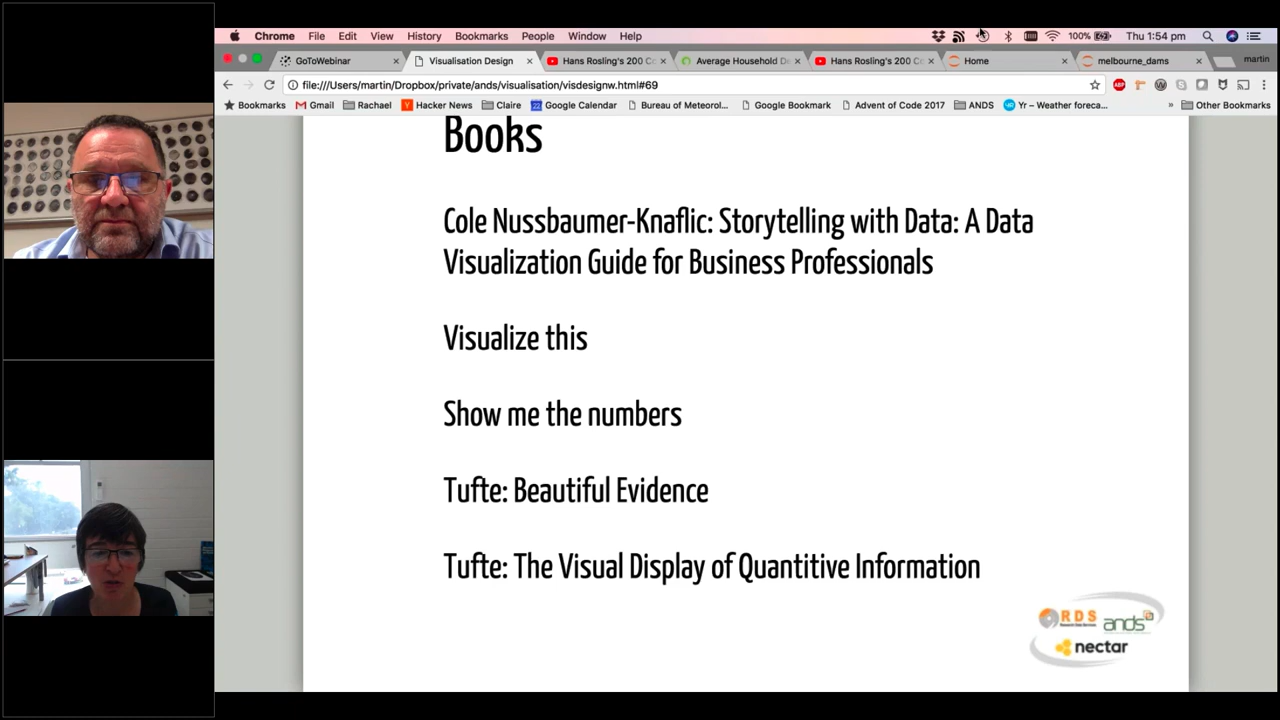 Chrome File Edit View History Bookmarks People Window Help 100% Thu 1:54 pm
GoToWebinar Visualisation Design Hans Rosling's 200 Co Average Household De Hans Rosling's 200 Co Home melbourne_dams martin
file:///Users/martin/Dropbox/private/ands/visualisation/visdesignw.html#69
Bookmarks Gmail Rachael Hacker News Claire Google Calendar Bureau of Meteorol... Google Bookmark Advent of Code 2017 ANDS Yr – Weather foreca... » Other Bookmarks
Books
Cole Nussbaumer-Knaflic: Storytelling with Data: A Data
Visualization Guide for Business Professionals
Visualize this
Show me the numbers
Tufte: Beautiful Evidence
Tufte: The Visual Display of Quantitive Information
RDS
ands
nectar